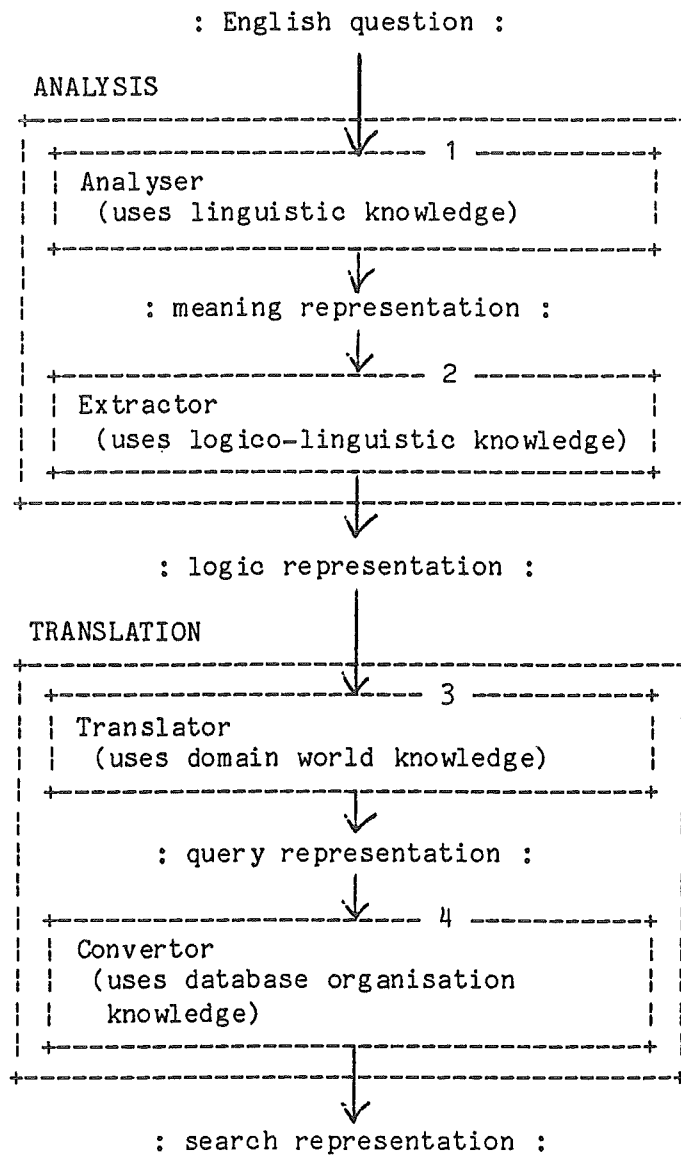 : English question :
ANALYSIS
1
Analyser
(uses linguistic knowledge)
: meaning representation :
2
Extractor
(uses logico-linguistic knowledge)
: logic representation :
TRANSLATION
3
Translator
(uses domain world knowledge)
: query representation :
4
Convertor
(uses database organisation
knowledge)
: search representation :